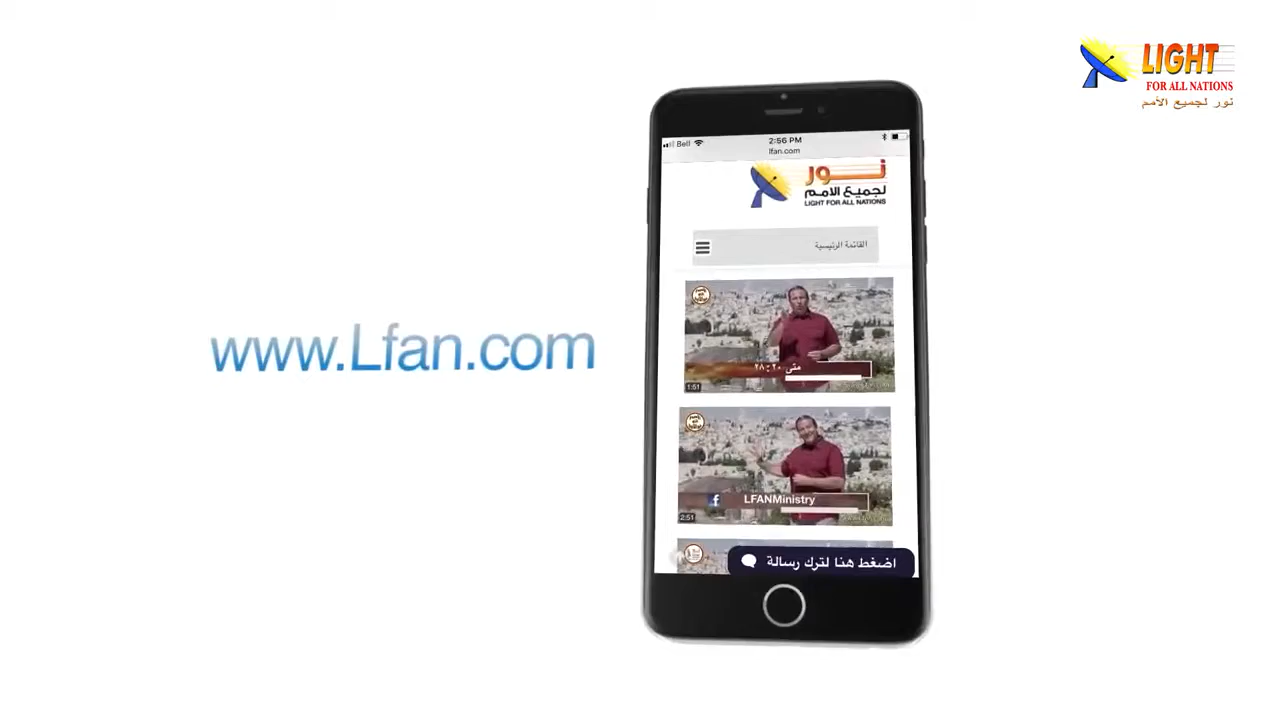 LIGHT
FOR ALL NATIONS
نور لجميع الأمم
Bell
2:56 PM
lfan.com
نور
لجميع الامم
LIGHT FOR ALL NATIONS
القائمة الرئيسية
متى ٢٠ : ٢٨
1:51
www.Lfan.com
LFANMinistry
2:51
اضغط هنا لترك رسالة